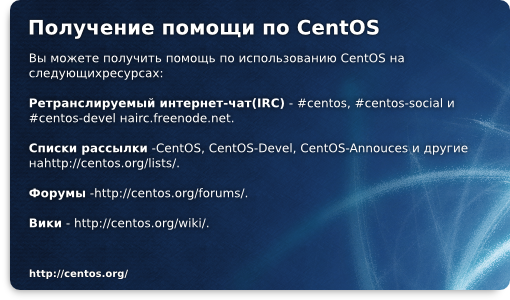 Получение помощи по CentOS
Вы можете получить помощь по использованию CentOS на
следующихресурсах:
Ретранслируемый интернет-чат(IRC) - #centos, #centos-social и
#centos-devel наirc.freenode.net.
Списки рассылки -CentOS, CentOS-Devel, CentOS-Annouces и другие
наhttp://centos.org/lists/.
Форумы -http://centos.org/forums/.
Вики - http://centos.org/wiki/.
http://centos.org/